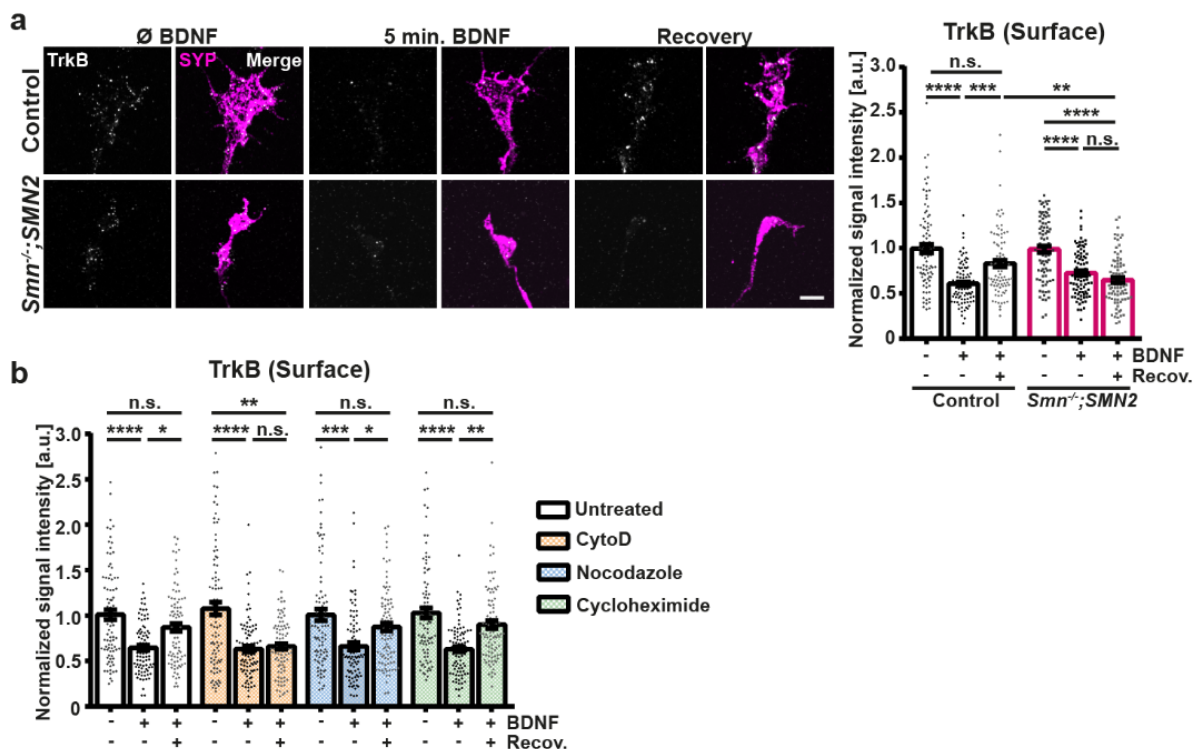 a
Ø BDNF 5 min. BDNF Recovery
TrkB SYP Merge
Control
Smn-/-;SMN2
TrkB (Surface)
Normalized signal intensity [a.u.]
3.0
2.5
2.0
1.5
1.0
0.5
0
n.s.
**** *** **
****
**** n.s.
- + + - + + BDNF
- - + - - + Recov.
Control Smn-/-;SMN2
b
TrkB (Surface)
Normalized signal intensity [a.u.]
3.0
2.5
2.0
1.5
1.0
0.5
0
n.s. ** n.s. n.s.
**** * **** n.s. *** * **** **
- + + - + + - + + - + + BDNF
- - + - - + - - + - - + Recov.
Untreated
CytoD
Nocodazole
Cycloheximide